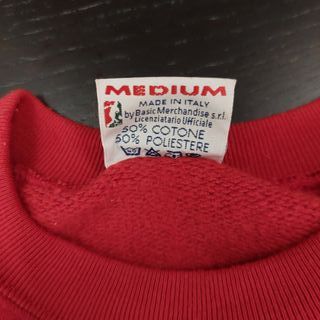 MEDIUM
MADE IN ITALY
by Basic Merchandise s.r.l.
Licenziatario Ufficiale
50% COTONE
50% POLIESTERE